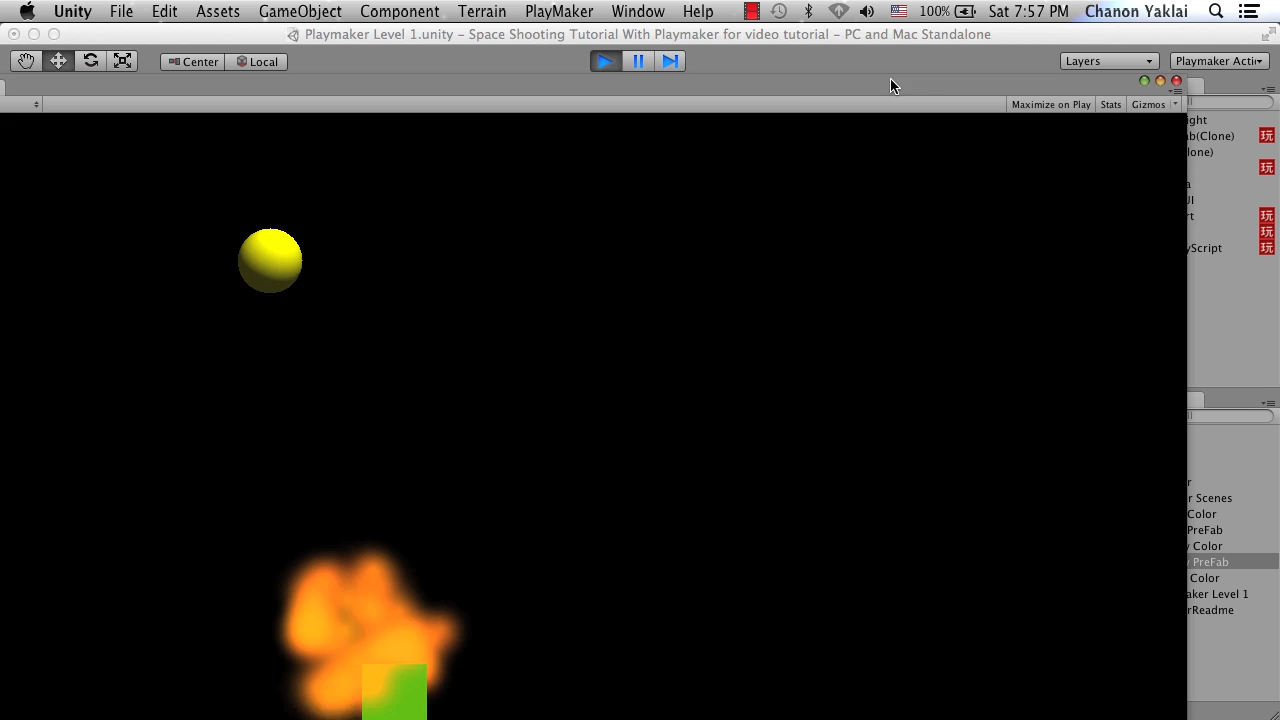 Unity File Edit Assets GameObject Component Terrain PlayMaker Window Help 100% Sat 7:57 PM Chanon Yaklai
Playmaker Level 1.unity – Space Shooting Tutorial With Playmaker for video tutorial – PC and Mac Standalone
Center Local Layers Playmaker Acti
Maximize on Play Stats Gizmos
ight
ab(Clone) 玩
lone)
玩
a
UI
rt 玩
玩
yScript 玩
r
r Scenes
Color
PreFab
y Color
y PreFab
Color
aker Level 1
rReadme